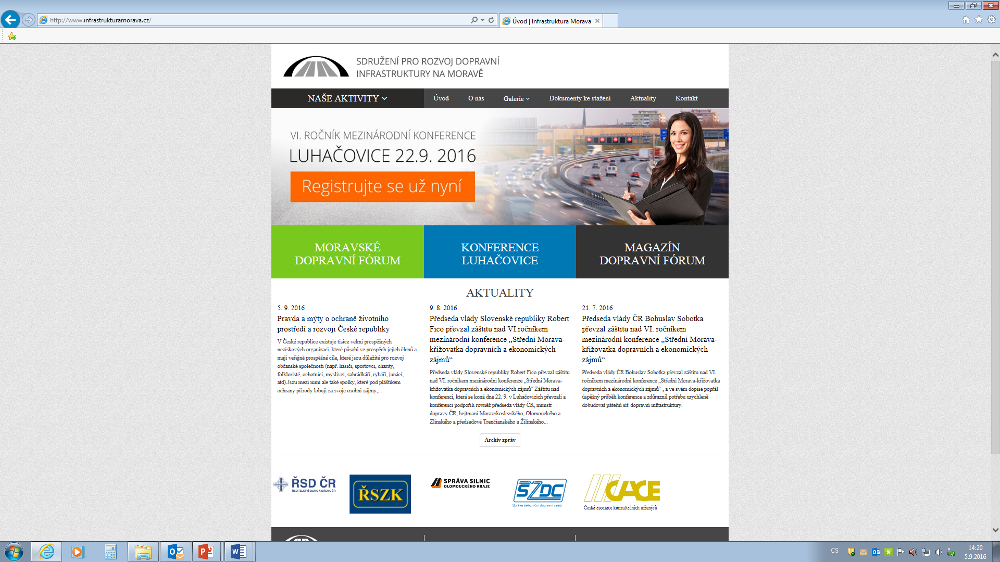 http://www.infrastrukturamorava.cz/
Úvod | Infrastruktura Morava
SDRUŽENÍ PRO ROZVOJ DOPRAVNÍ
INFRASTRUKTURY NA MORAVĚ
NAŠE AKTIVITY
Úvod
O nás
Galerie
Dokumenty ke stažení
Aktuality
Kontakt
VI. ROČNÍK MEZINÁRODNÍ KONFERENCE
LUHAČOVICE 22.9. 2016
Registrujte se už nyní
MORAVSKÉ
DOPRAVNÍ FÓRUM
KONFERENCE
LUHAČOVICE
MAGAZÍN
DOPRAVNÍ FÓRUM
AKTUALITY
5. 9. 2016
Pravda a mýty o ochraně životního
prostředí a rozvoji České republiky
V České republice existuje tisíce velmi prospěšných
neziskových organizací, které působí ve prospěch jejich členů a
mají veřejně prospěšné cíle, které jsou důležité pro rozvoj
občanské společnosti (např. hasiči, sportovci, charity,
folkloristé, ochotníci, myslivci, zahrádkáři, rybáři, junáci,
atd).Jsou mezi nimi ale také spolky, které pod pláštíkem
ochrany přírody lobují za svoje osobní zájmy,...
9. 8. 2016
Předseda vlády Slovenské republiky Robert
Fico převzal záštitu nad VI.ročníkem
mezinárodní konference „Střední Morava-
křižovatka dopravních a ekonomických
zájmů“
Předseda vlády Slovenské republiky Robert Fico převzal záštitu
nad VI. ročníkem mezinárodní konference „Střední Morava-
křižovatka dopravních a ekonomických zájmů“ Záštitu nad
konferencí, která se koná dne 22. 9. v Luhačovicích převzali a
konferenci podpořili rovněž předseda vlády ČR, ministr
dopravy ČR, hejtmani Moravskoslezského, Olomouckého a
Zlínského a předsedové Trenčianského a Žilinského...
21. 7. 2016
Předseda vlády ČR Bohuslav Sobotka
převzal záštitu nad VI. ročníkem
mezinárodní konference „Střední Morava-
křižovatka dopravních a ekonomických
zájmů“
Předseda vlády ČR Bohuslav Sobotka převzal záštitu nad VI.
ročníkem mezinárodní konference „Střední Morava-křižovatka
dopravních a ekonomických zájmů“ , a ve svém dopise popřál
úspěšný průběh konference a zdůraznil potřebu urychleně
dobudovat páteřní síť dopravní infrastruktury.
Archiv zpráv
ŘSD ČR
ŘEDITELSTVÍ SILNIC A DÁLNIC ČR
ŘSZK
SPRÁVA SILNIC
OLOMOUCKÉHO KRAJE
SŽDC
Správa železniční dopravní cesty
CACE
Česká asociace konzultačních inženýrů
CS
14:20
5.9.2016